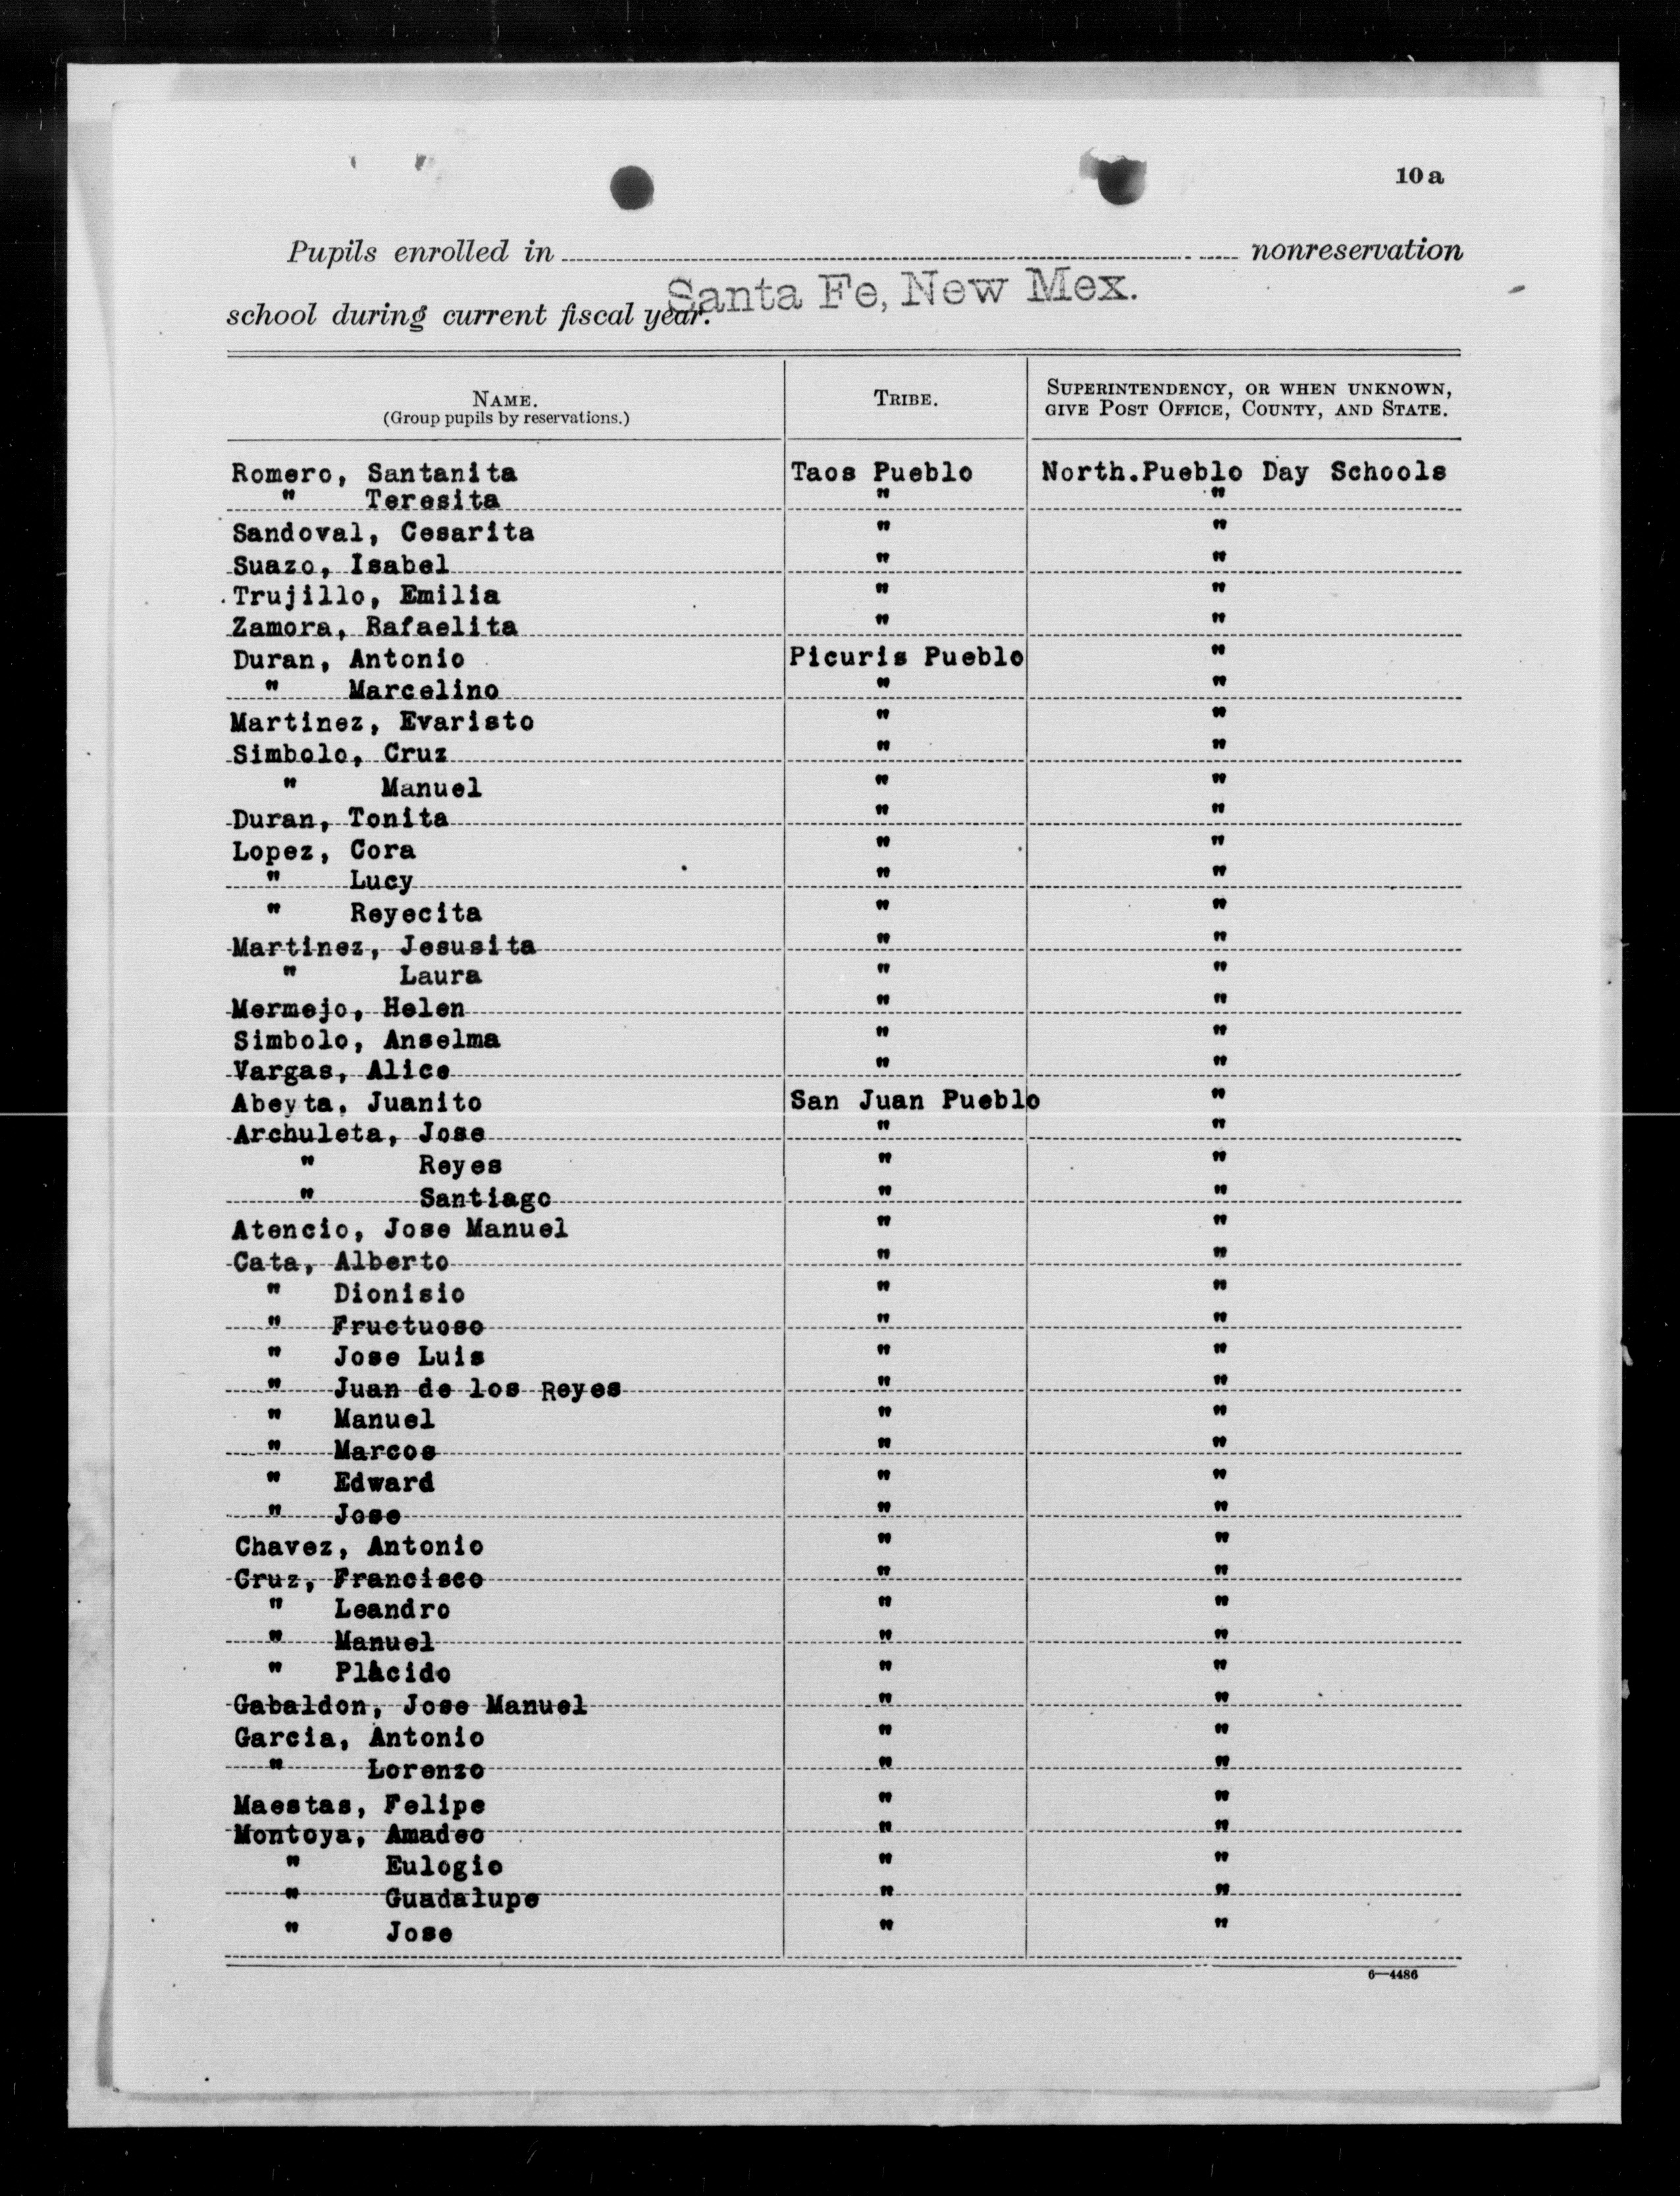 10 a
Pupils enrolled in nonreservation
Santa Fe, New Mex.
school during current fiscal year.
NAME. TRIBE. SUPERINTENDENCY, OR WHEN UNKNOWN,
(Group pupils by reservations.) GIVE POST OFFICE, COUNTY, AND STATE.
Romero, Santanita Taos Pueblo North.Pueblo Day Schools
" Teresita " "
Sandoval, Cesarita " "
Suazo, Isabel " "
Trujillo, Emilia " "
Zamora, Rafaelita " "
Duran, Antonio Picuris Pueblo "
" Marcelino " "
Martinez, Evaristo " "
Simbolo, Cruz " "
" Manuel " "
Duran, Tonita " "
Lopez, Cora " "
" Lucy " "
" Reyecita " "
Martinez, Jesusita " "
" Laura " "
Mermejo, Helen " "
Simbolo, Anselma " "
Vargas, Alice " "
Abeyta, Juanito San Juan Pueblo "
Archuleta, Jose " "
" Reyes " "
" Santiago " "
Atencio, Jose Manuel " "
Cata, Alberto " "
" Dionisio " "
" Fructuoso " "
" Jose Luis " "
" Juan de los Reyes " "
" Manuel " "
" Marcos " "
" Edward " "
" Jose " "
Chavez, Antonio " "
Cruz, Francisco " "
" Leandro " "
" Manuel " "
" Placido " "
Gabaldon, Jose Manuel " "
Garcia, Antonio " "
" Lorenzo " "
Maestas, Felipe " "
Montoya, Amadeo " "
" Eulogio " "
" Guadalupe " "
" Jose " "
6—4486